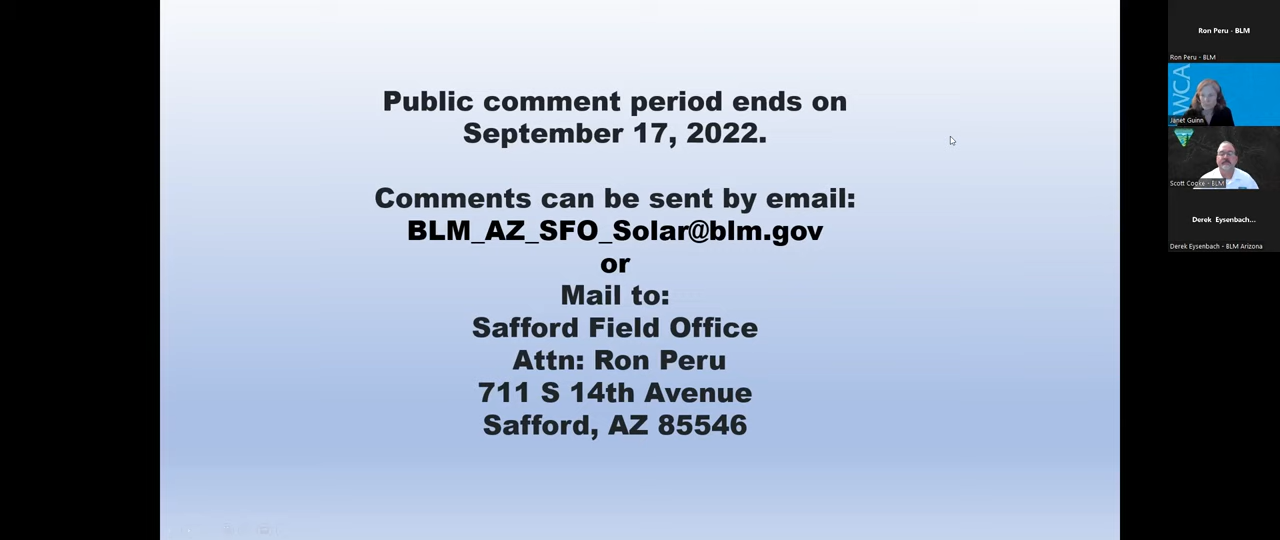 Public comment period ends on
September 17, 2022.
Comments can be sent by email:
BLM_AZ_SFO_Solar@blm.gov
or
Mail to:
Safford Field Office
Attn: Ron Peru
711 S 14th Avenue
Safford, AZ 85546
Ron Peru - BLM
Ron Peru - BLM
WCA
Janet Guinn
Scott Cooke - BLM
Derek Eysenbach...
Derek Eysenbach - BLM Arizona